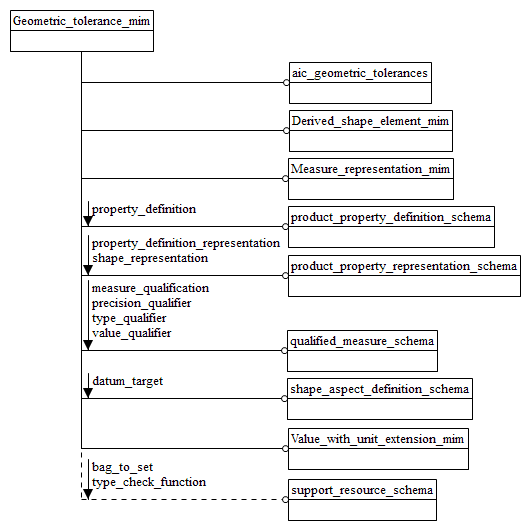 Geometric_tolerance_mim
aic_geometric_tolerances
Derived_shape_element_mim
Measure_representation_mim
property_definition
product_property_definition_schema
property_definition_representation
shape_representation
product_property_representation_schema
measure_qualification
precision_qualifier
type_qualifier
value_qualifier
qualified_measure_schema
datum_target
shape_aspect_definition_schema
Value_with_unit_extension_mim
bag_to_set
type_check_function
support_resource_schema